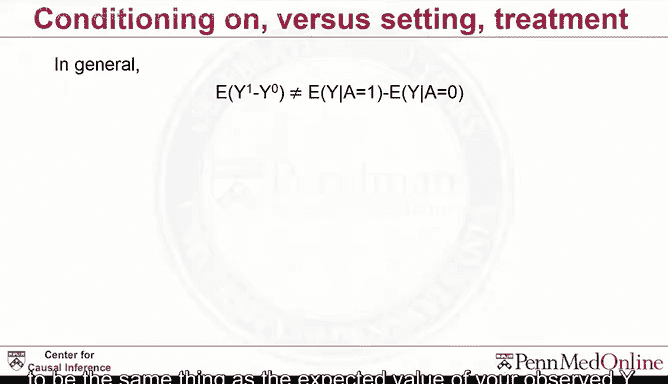 Conditioning on, versus setting, treatment
In general,
E(Y¹-Y⁰) ≠ E(Y|A=1)-E(Y|A=0)
Center for
Causal Inference
PennMedOnline
to be the same thing as the expected value of your observed Y